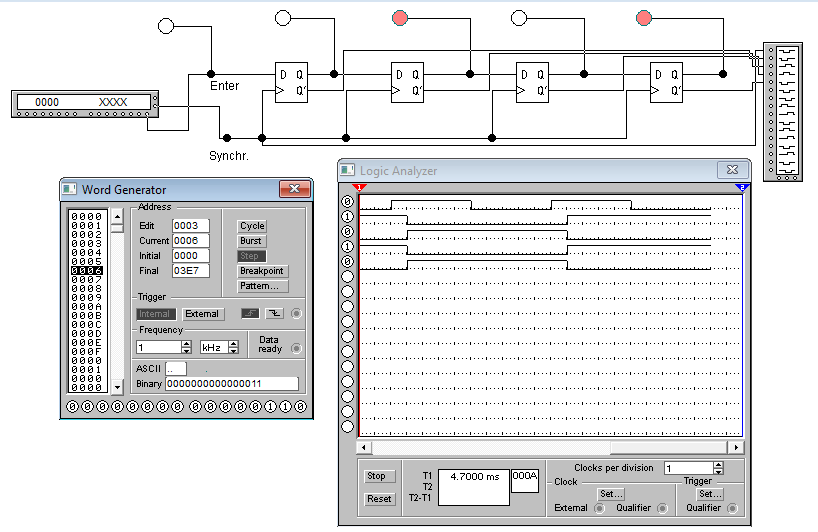 D Q
Q'
D Q
Q'
D Q
Q'
D Q
Q'
Enter
0000 XXXX
Synchr.
Word Generator
0000
0001
0002
0003
0004
0005
0006
0007
0008
0009
000A
000B
000C
000D
000E
000F
0000
0001
0000
0000
Address
Edit 0003
Current 0006
Initial 0000
Final 03E7
Cycle
Burst
Step
Breakpoint
Pattern...
Trigger
Internal External
Frequency
1 kHz
Data
ready
ASCII ..
Binary 0000000000000011
0 0 0 0 0 0 0 0 0 0 0 0 0 1 1 0
Logic Analyzer
1 2
0
1
0
1
0
Stop
Reset
T1 4.7000 ms 000A
T2
T2-T1
Clocks per division 1
Clock
Set...
External Qualifier
Trigger
Set...
Qualifier